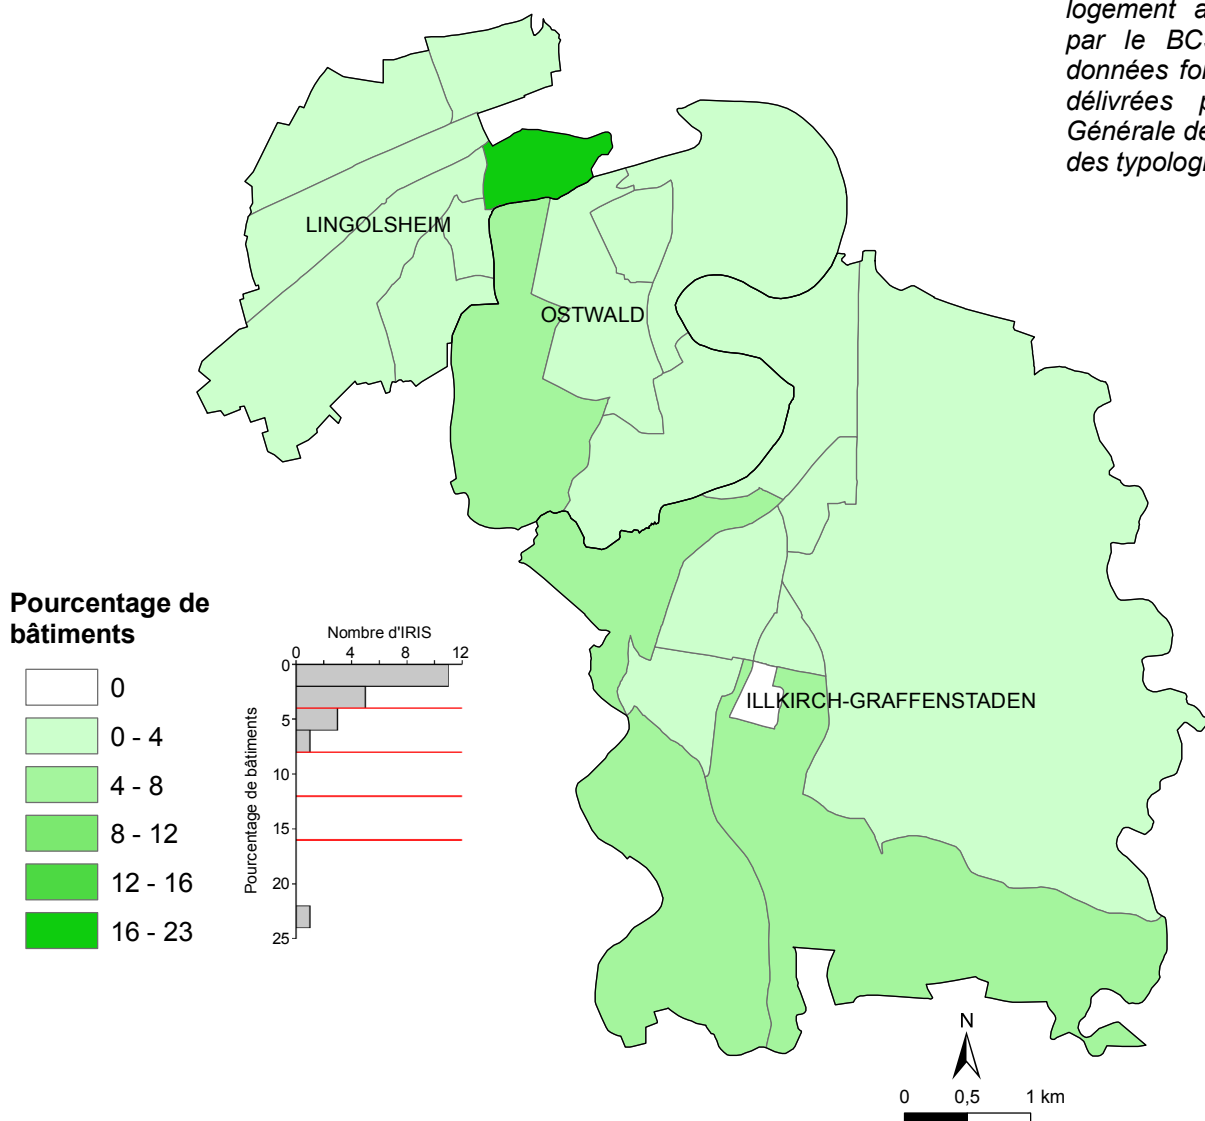 logement a
par le BC
données fo
délivrées p
Générale de
des typolog
LINGOLSHEIM
OSTWALD
ILLKIRCH-GRAFFENSTADEN
Pourcentage de
bâtiments
0
0 - 4
4 - 8
8 - 12
12 - 16
16 - 23
Nombre d'IRIS
0 4 8 12
Pourcentage de bâtiments
0
5
10
15
20
25
N
0 0,5 1 km